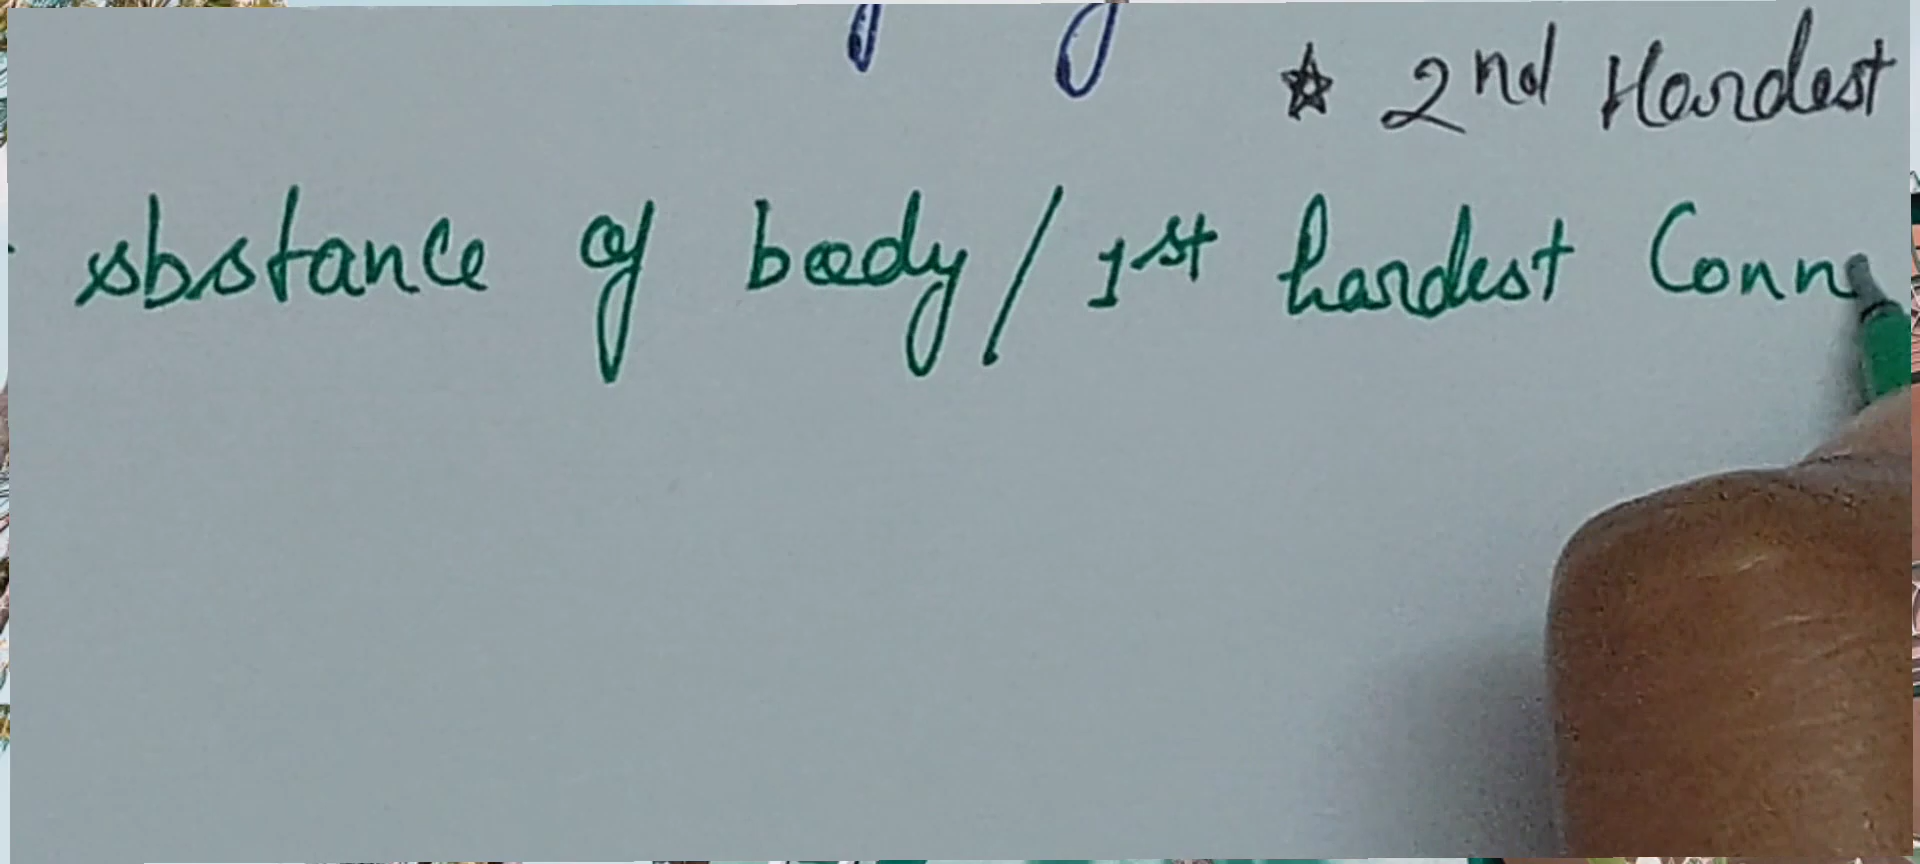 ☆ 2nd Hardest
sbstance of body / 1st hardest Conn